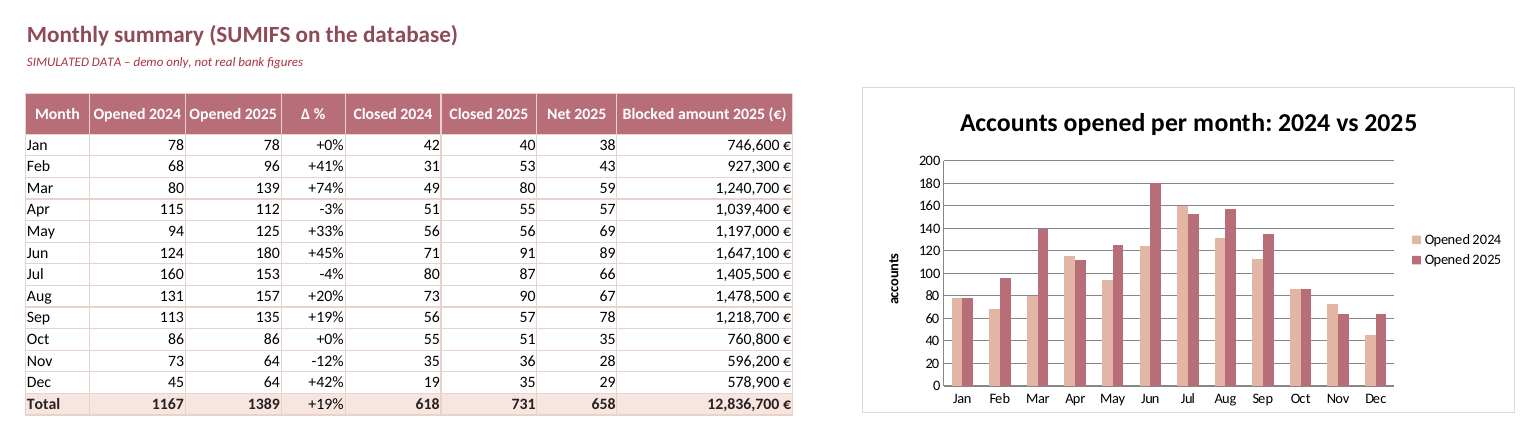 Monthly summary (SUMIFS on the database)
SIMULATED DATA – demo only, not real bank figures
Month Opened 2024 Opened 2025 Δ % Closed 2024 Closed 2025 Net 2025 Blocked amount 2025 (€)
Jan 78 78 +0% 42 40 38 746,600 €
Feb 68 96 +41% 31 53 43 927,300 €
Mar 80 139 +74% 49 80 59 1,240,700 €
Apr 115 112 -3% 51 55 57 1,039,400 €
May 94 125 +33% 56 56 69 1,197,000 €
Jun 124 180 +45% 71 91 89 1,647,100 €
Jul 160 153 -4% 80 87 66 1,405,500 €
Aug 131 157 +20% 73 90 67 1,478,500 €
Sep 113 135 +19% 56 57 78 1,218,700 €
Oct 86 86 +0% 55 51 35 760,800 €
Nov 73 64 -12% 35 36 28 596,200 €
Dec 45 64 +42% 19 35 29 578,900 €
Total 1167 1389 +19% 618 731 658 12,836,700 €
Accounts opened per month: 2024 vs 2025
200
180
160
140
120
100
80
60
40
20
0
accounts
Jan Feb Mar Apr May Jun Jul Aug Sep Oct Nov Dec
Opened 2024
Opened 2025